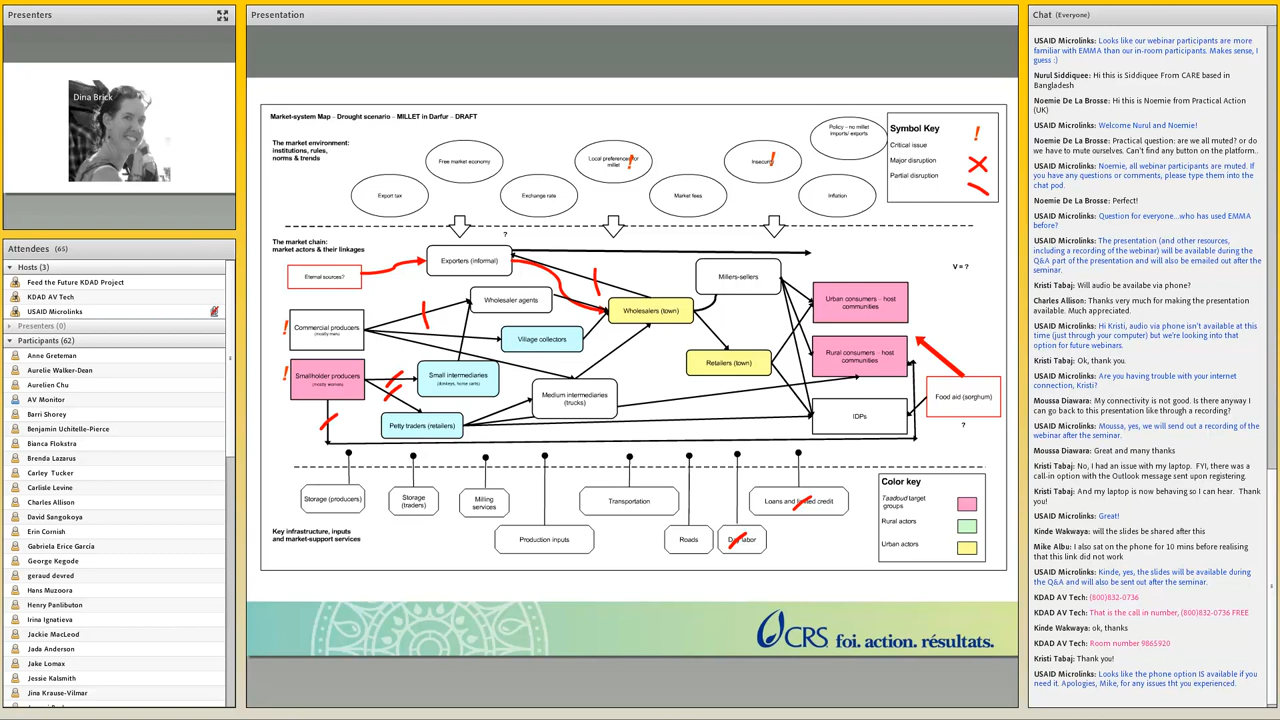 Presenters
Dina Brick
Attendees (65)
Hosts (3)
Feed the Future KDAD Project
KDAD AV Tech
USAID Microlinks
Presenters (0)
Participants (62)
Anne Greteman
Aurelie Walker-Dean
Aurelien Chu
AV Monitor
Barri Shorey
Benjamin Uchitelle-Pierce
Bianca Flokstra
Brenda Lazarus
Carley Tucker
Carlisle Levine
Charles Allison
David Sangokoya
Erin Cornish
Gabriela Erice García
George Kegode
geraud devred
Hans Muzoora
Henry Panlibuton
Irina Ignatieva
Jackie MacLeod
Jada Anderson
Jake Lomax
Jessie Kalsmith
Jina Krause-Vilmar
Presentation
Market-system Map - Drought scenario - MILLET in Darfur - DRAFT
The market environment:
institutions, rules,
norms & trends
Free market economy
Local preference for
millet
Insecurity
Policy - no millet
imports/ exports
Export tax
Exchange rate
Market fees
Inflation
Symbol Key
Critical issue
Major disruption
Partial disruption
The market chain:
market actors & their linkages
?
V = ?
Eternal sources?
Exporters (informal)
Millers-sellers
Wholesaler agents
Wholesalers (town)
Urban consumers - host
communities
Commercial producers
(mostly men)
Village collectors
Retailers (town)
Rural consumers - host
communities
Smallholder producers
(mostly women)
Small intermediaries
(donkeys, horse carts)
Medium intermediaries
(trucks)
Food aid (sorghum)
?
IDPs
Petty traders (retailers)
Storage (producers)
Storage
(traders)
Milling
services
Transportation
Loans and credit
Key infrastructure, inputs
and market-support services
Production inputs
Roads
labor
Color key
Taadoud target
groups
Rural actors
Urban actors
CRS foi. action. résultats.
Chat (Everyone)
USAID Microlinks: Looks like our webinar participants are more
familiar with EMMA than our in-room participants. Makes sense, I
guess :)
Nurul Siddiquee: Hi this is Siddiquee From CARE based in
Bangladesh
Noemie De La Brosse: Hi this is Noemie from Practical Action
(UK)
USAID Microlinks: Welcome Nurul and Noemie!
Noemie De La Brosse: Practical question: are we all muted? or do
we have to mute ourselves. Can't find any button on the platform..
USAID Microlinks: Noemie, all webinar participants are muted. If
you have any questions or comments, please type them into the
chat pod.
Noemie De La Brosse: Perfect!
USAID Microlinks: Question for everyone...who has used EMMA
before?
USAID Microlinks: The presentation (and other resources,
including a recording of the webinar) will be available during the
Q&A part of the presentation and will also be emailed out after the
seminar.
Kristi Tabaj: Will audio be availabe via phone?
Charles Allison: Thanks very much for making the presentation
available. Much appreciated.
USAID Microlinks: Hi Kristi, audio via phone isn't available at this
time (just through your computer) but we're looking into that
option for future webinars.
Kristi Tabaj: Ok, thank you.
USAID Microlinks: Are you having trouble with your internet
connection, Kristi?
Moussa Diawara: My connectivity is not good. Is there anyway I
can go back to this presentation like through a recording?
USAID Microlinks: Moussa, yes, we will send out a recording of the
webinar after the seminar.
Moussa Diawara: Great and many thanks
Kristi Tabaj: No, I had an issue with my laptop. FYI, there was a
call-in option with the Outlook message sent upon registering.
Kristi Tabaj: And my laptop is now behaving so I can hear. Thank
you!
USAID Microlinks: Great!
Kinde Wakwaya: will the slides be shared after this
Mike Albu: I also sat on the phone for 10 mins before realising
that this link did not work
USAID Microlinks: Kinde, yes, the slides will be available during
the Q&A and will also be sent out after the seminar.
KDAD AV Tech: (800)832-0736
KDAD AV Tech: That is the call in number, (800)832-0736 FREE
Kinde Wakwaya: ok, thanks
KDAD AV Tech: Room number 9865920
Kristi Tabaj: Thank you!
USAID Microlinks: Looks like the phone option IS available if you
need it. Apologies, Mike, for any issues tht you experienced.